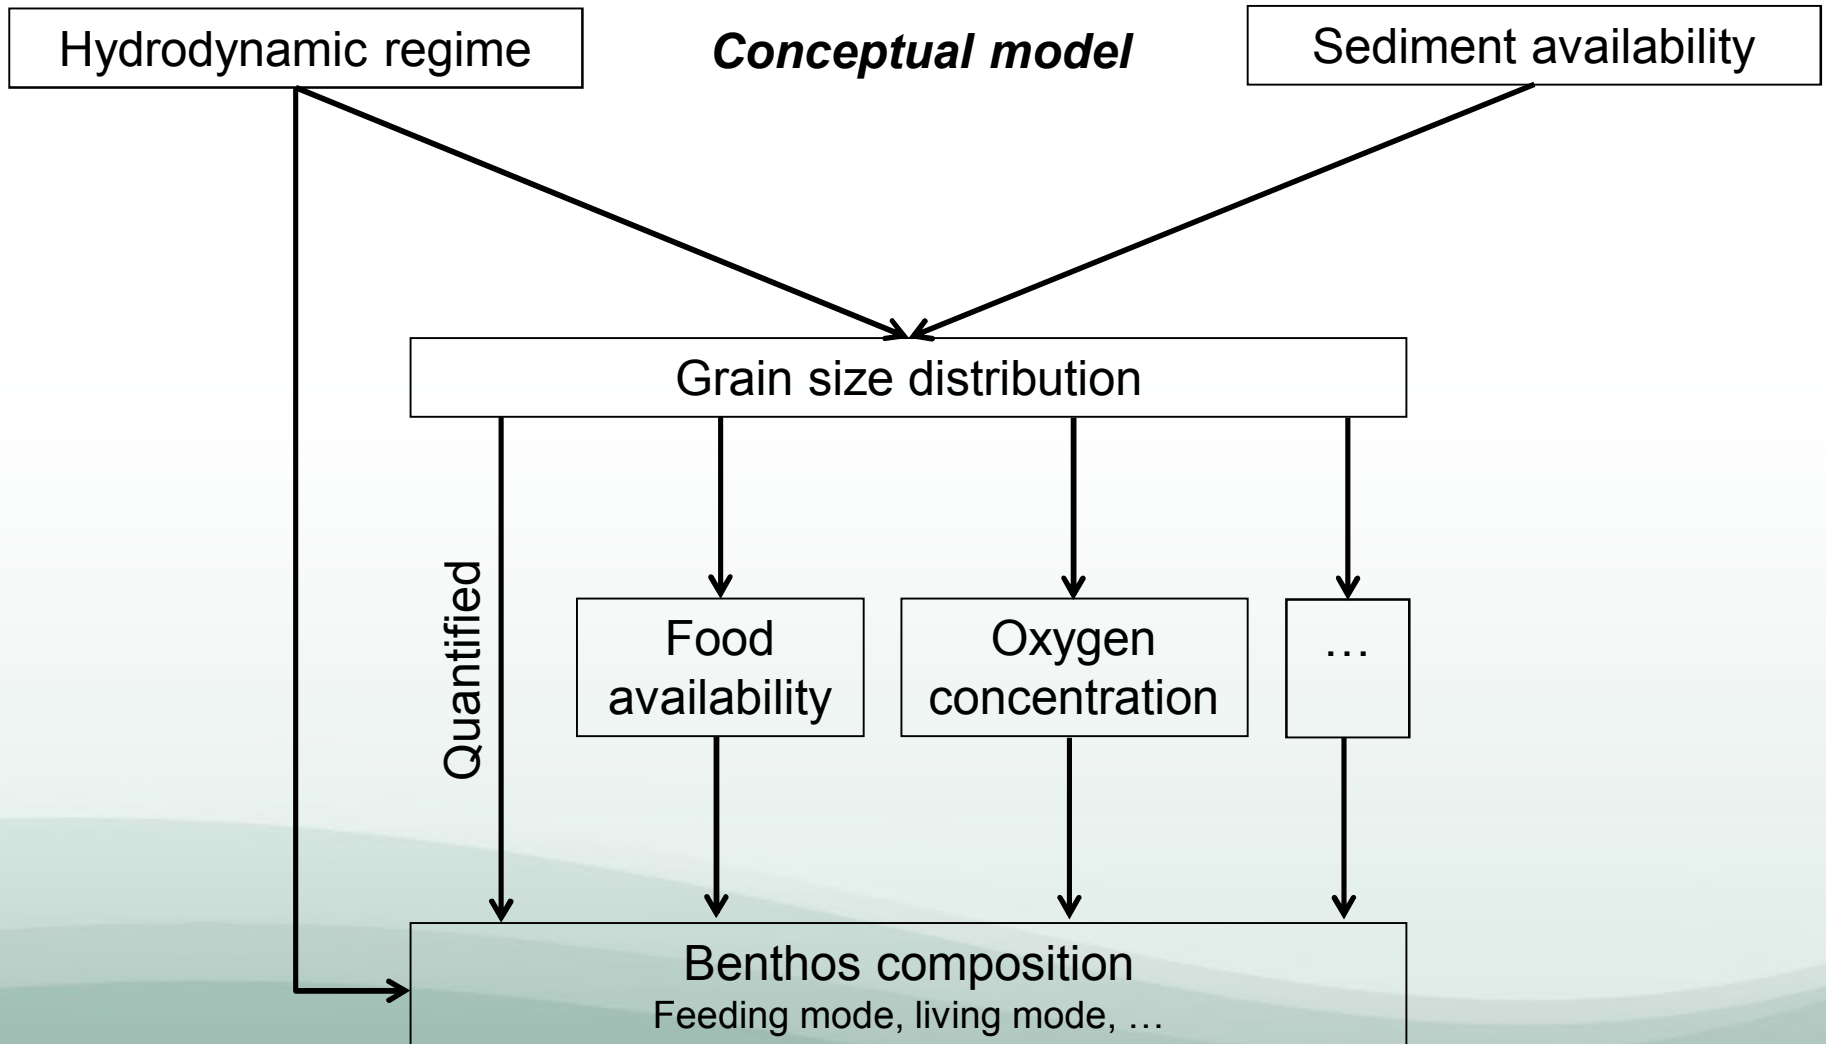 Hydrodynamic regime
Conceptual model
Sediment availability
Grain size distribution
Quantified
Food
availability
Oxygen
concentration
…
Benthos composition
Feeding mode, living mode, …